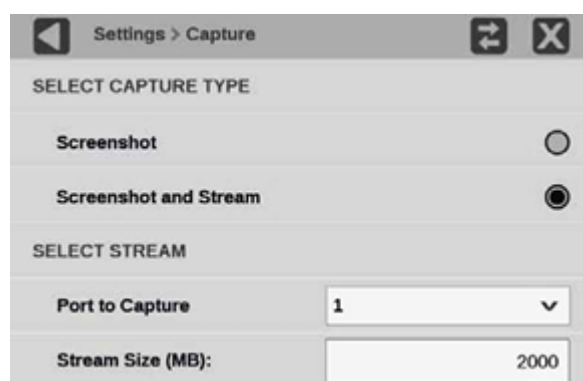 Settings > Capture
SELECT CAPTURE TYPE
Screenshot
Screenshot and Stream
SELECT STREAM
Port to Capture 1
Stream Size (MB): 2000